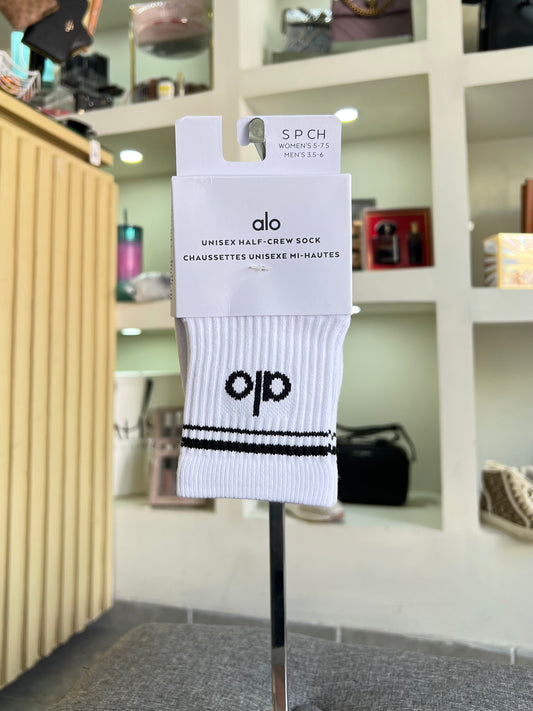 S P CH
WOMEN'S 5-7.5
MEN'S 3.5-6
alo
UNISEX HALF-CREW SOCK
CHAUSSETTES UNISEXE MI-HAUTES
alo